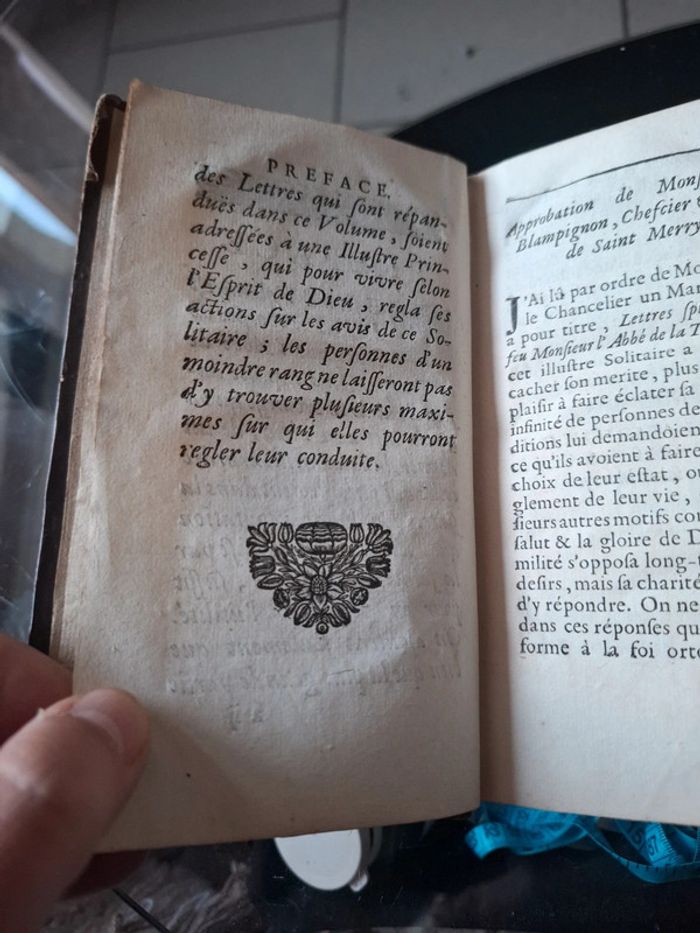 PREFACE.
des Lettres qui ſont répan-
duës dans ce Volume, ſoient
adreſſées à une Illuſtre Prin-
ceſſe, qui pour vivre ſelon
l'Eſprit de Dieu, regla ſes
actions ſur les avis de ce So-
litaire ; les perſonnes d'un
moindre rang ne laiſſeront pas
d'y trouver pluſieurs maxi-
mes ſur qui elles pourront
regler leur conduite.
Approbation de Monſ
Blampignon, Chefcier
de Saint Merry
J'Ai lû par ordre de Mo
le Chancelier un Man
a pour titre, Lettres ſpi
feu Monſieur l'Abbé de la T
cet illuſtre Solitaire a
cacher ſon merite, plus
plaiſir à faire éclater ſa
infinité de perſonnes de
ditions lui demandoien
ce qu'ils avoient à faire
choix de leur eſtat, ou
glement de leur vie,
ſieurs autres motifs con
ſalut & la gloire de D
milité s'oppoſa long-t
deſirs, mais ſa charité
d'y répondre. On ne
dans ces réponſes qu
forme à la foi orto